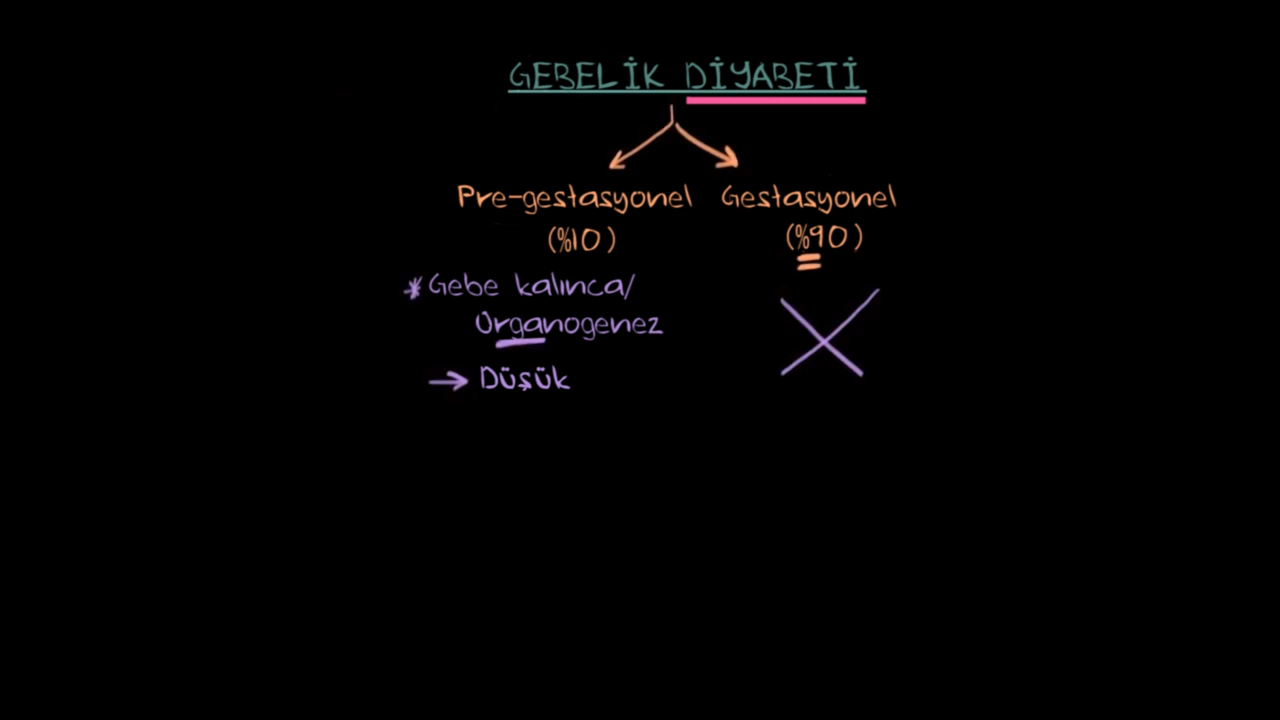 GEBELİK DİYABETİ
Pre-gestasyonel
Gestasyonel
(%10)
(%90)
*Gebe kalınca/
Organogenez
→ Düşük